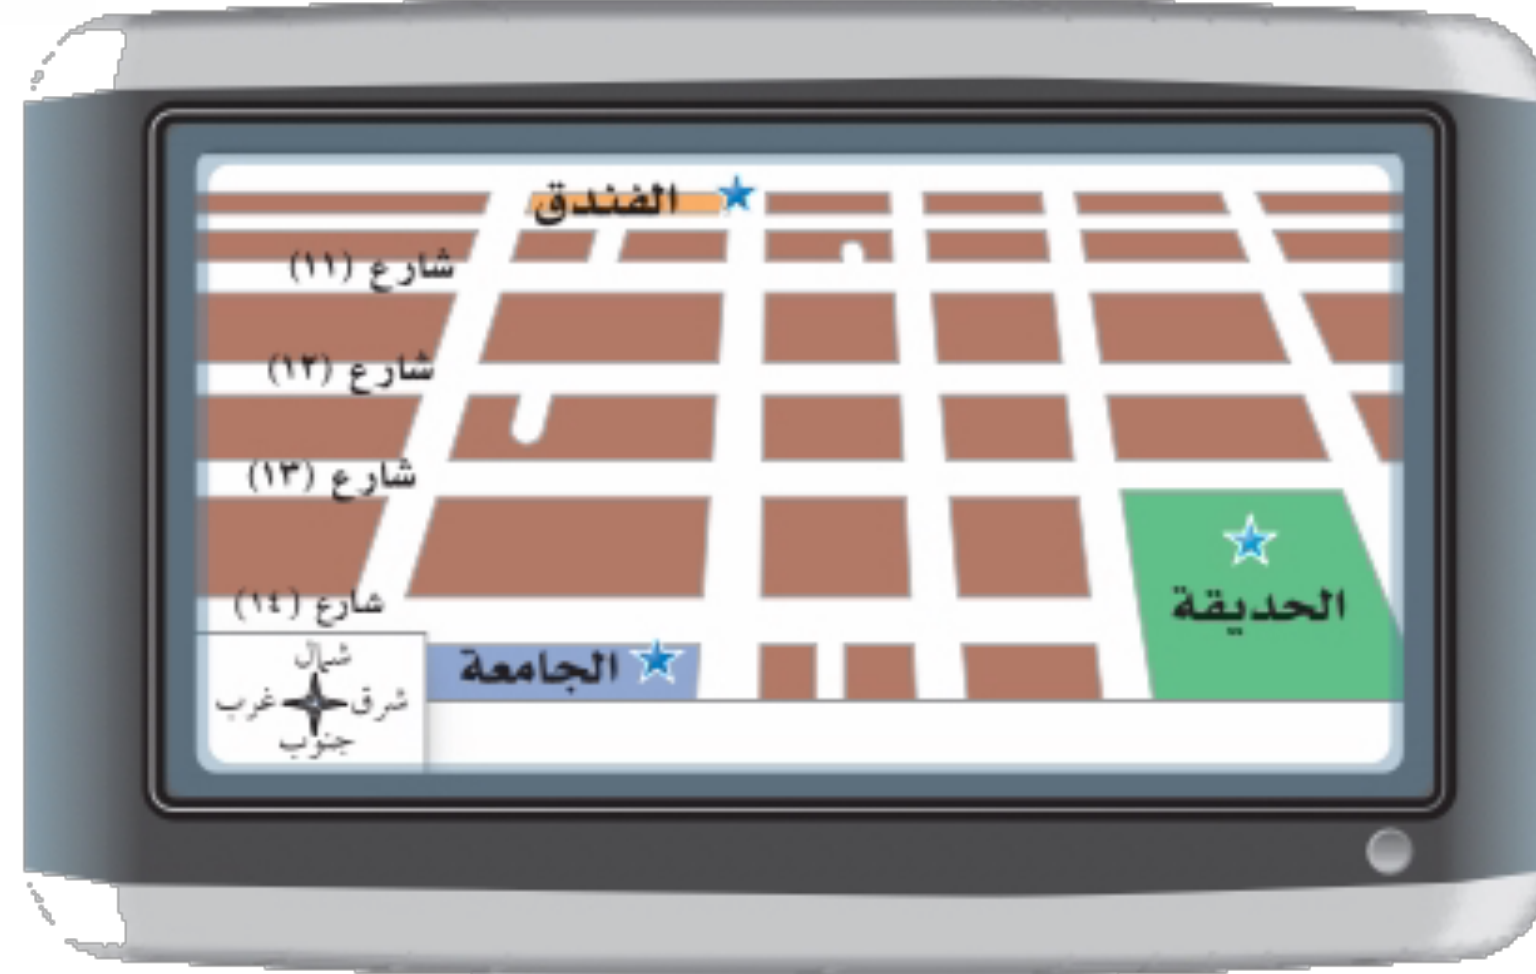 الفندق
شارع (١١)
شارع (١٢)
شارع (١٣)
شارع (١٤)
الحديقة
الجامعة
شمال
شرق
غرب
جنوب